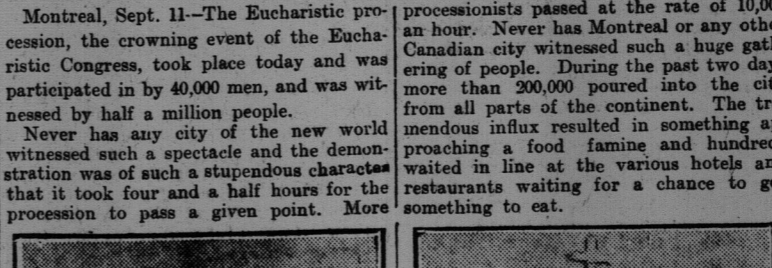 Montreal, Sept. 11--The Eucharistic pro-
cession, the crowning event of the Eucha-
ristic Congress, took place today and was
participated in by 40,000 men, and was wit-
nessed by half a million people.
Never has any city of the new world
witnessed such a spectacle and the demon-
stration was of such a stupendous
that it took four and a half hours for the
procession to pass a given point. More
processionists passed at the rate of
an hour. Never has Montreal or any
Canadian city witnessed such a huge
ering of people. During the past two
more than 200,000 poured into the
from all parts of the continent. The
mendous influx resulted in something
proaching a food famine and
waited in line at the various hotels
restaurants waiting for a chance to
something to eat.